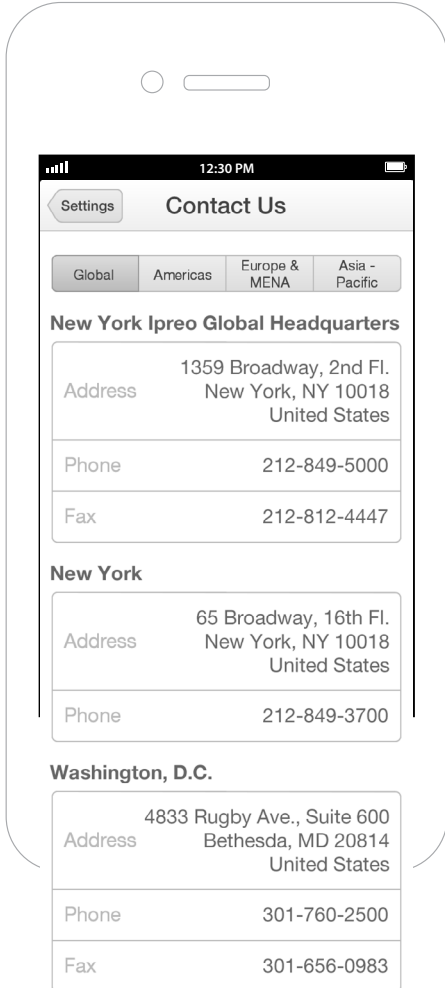 12:30 PM
Settings
Contact Us
Global
Americas
Europe &
MENA
Asia -
Pacific
New York Ipreo Global Headquarters
Address
1359 Broadway, 2nd Fl.
New York, NY 10018
United States
Phone
212-849-5000
Fax
212-812-4447
New York
Address
65 Broadway, 16th Fl.
New York, NY 10018
United States
Phone
212-849-3700
Washington, D.C.
Address
4833 Rugby Ave., Suite 600
Bethesda, MD 20814
United States
Phone
301-760-2500
Fax
301-656-0983